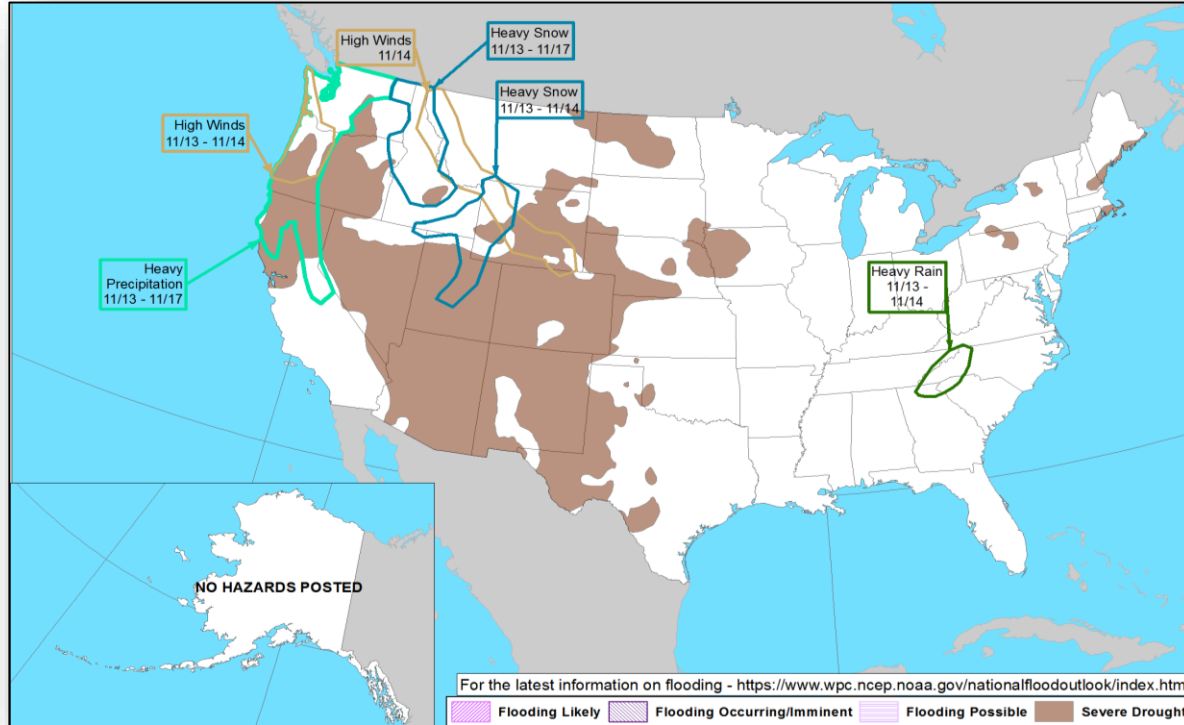 Heavy Snow
11/13 - 11/17
High Winds
11/14
Heavy Snow
11/13 - 11/14
High Winds
11/13 - 11/14
Heavy
Precipitation
11/13 - 11/17
Heavy Rain
11/13 -
11/14
NO HAZARDS POSTED
For the latest information on flooding - https://www.wpc.ncep.noaa.gov/nationalfloodoutlook/index.htm
Flooding Likely Flooding Occurring/Imminent Flooding Possible Severe Drought